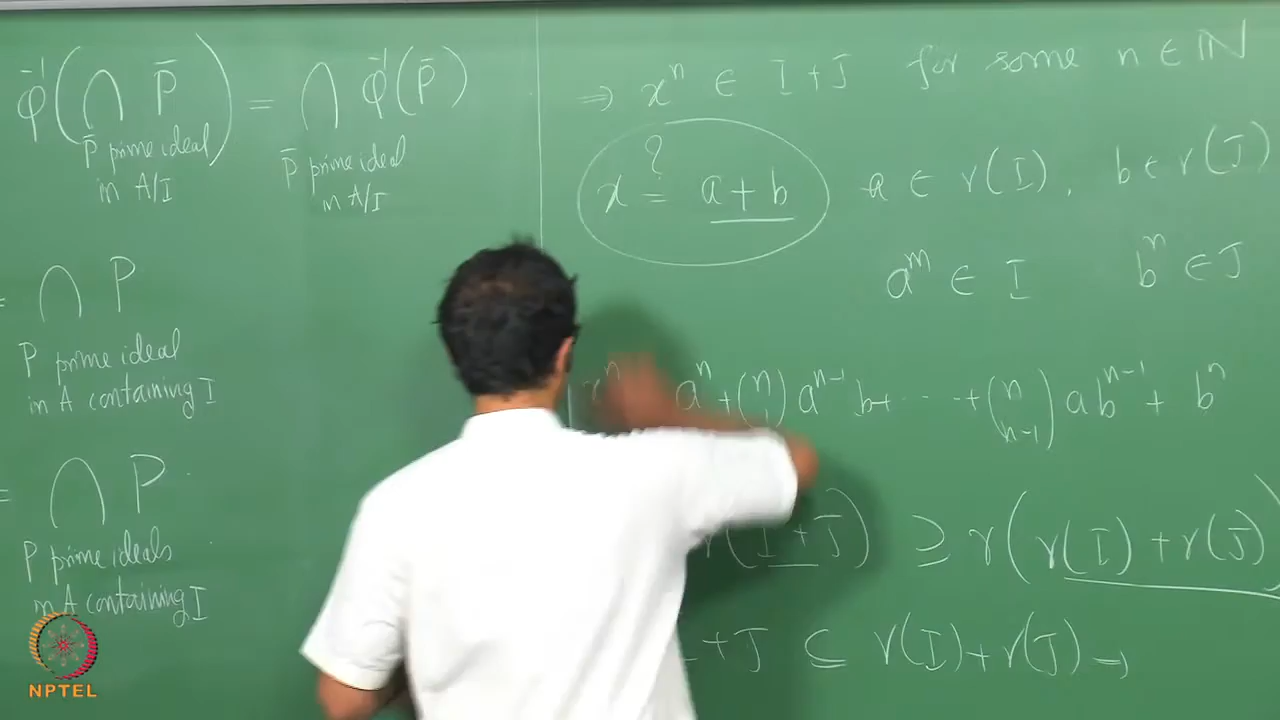 φ̄¹(⋂ P̄) = ⋂ φ̄¹(P̄)
P̄ prime ideal in A/I
P̄ prime ideal in A/I
= ⋂ P
P prime ideal
in A containing I
= ⋂ P
P prime ideals
in A containing I
⇒ xⁿ ∈ I+J for some n ∈ ℕ
x ?= a+b a ∈ r(I), b ∈ r(J)
aᵐ ∈ I bⁿ ∈ J
aⁿ + (n 1) aⁿ⁻¹ b + ⋯ + (n n-1) a bⁿ⁻¹ + bⁿ
r(I+J) ≥ r(r(I) + r(J))
+J ⊆ r(I) + r(J) →
NPTEL